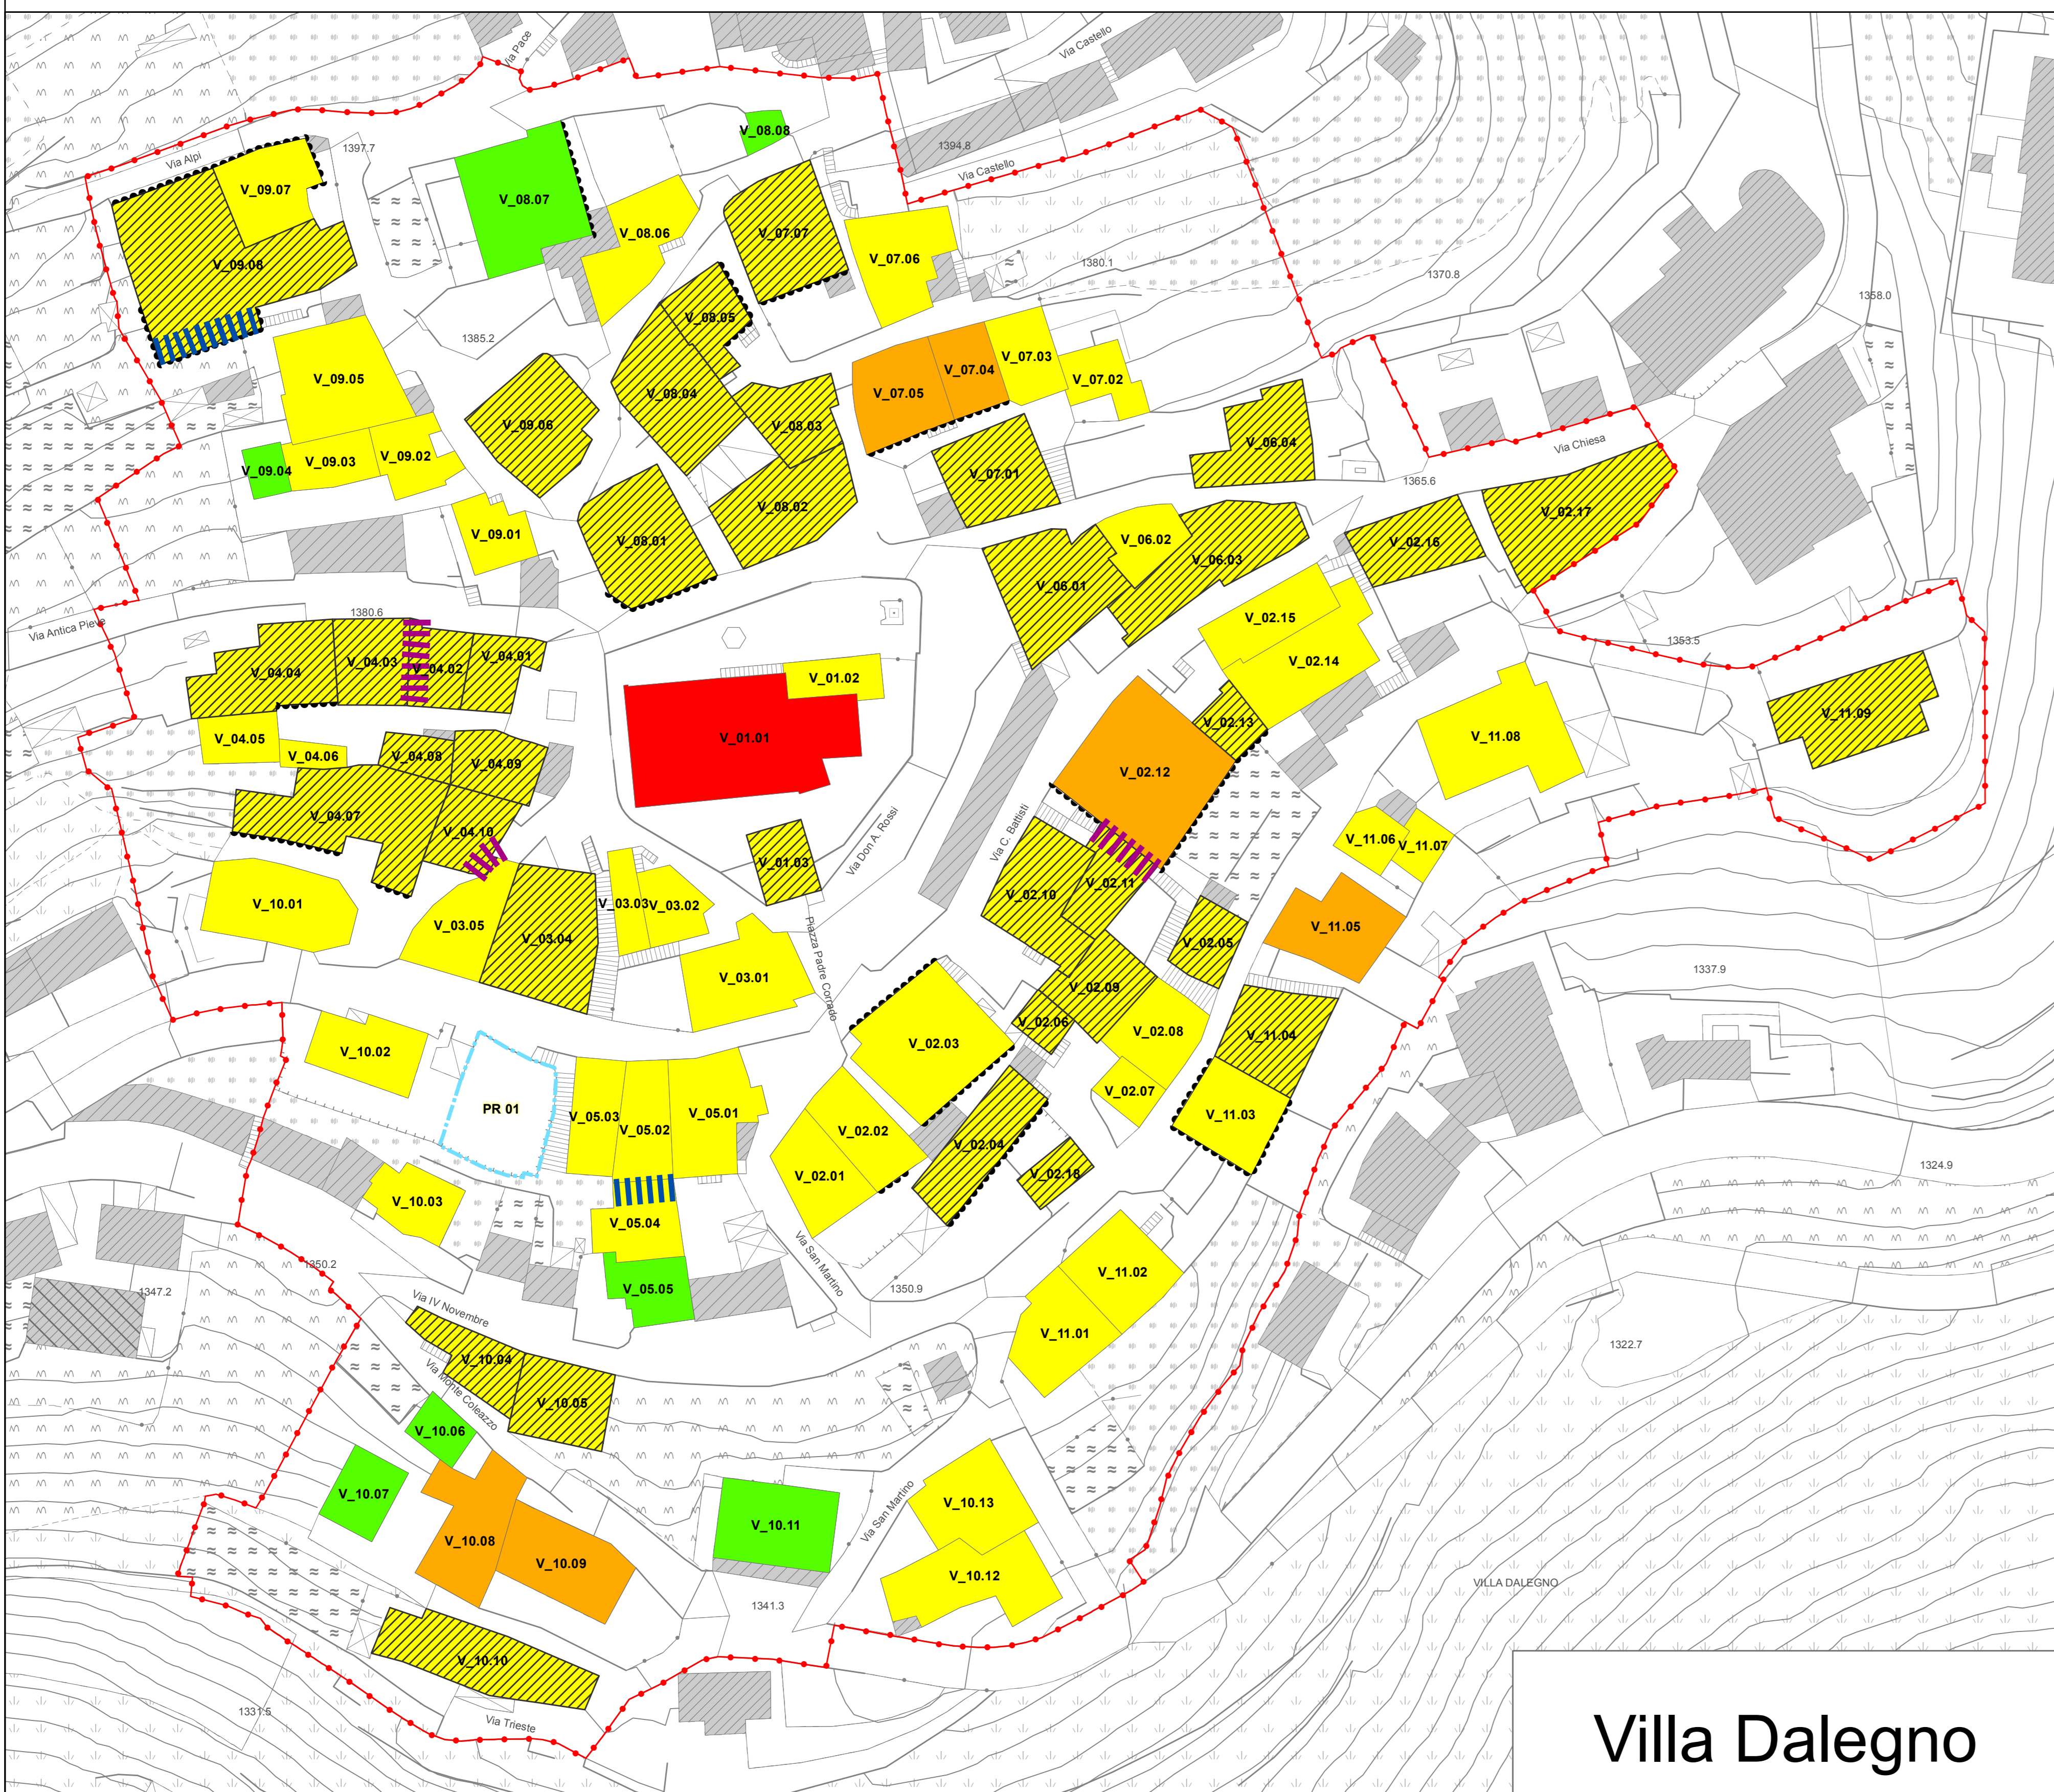 Via Pace
Via Castello
V_08.08
1397.7
Via Alpi
1394.8
Via Castello
V_09.07
V_08.07
V_08.06
V_07.07
V_07.06
V_09.08
1380.1
1370.8
1358.0
V_08.05
1385.2
V_07.03
V_07.04
V_07.02
V_09.05
V_07.05
V_08.04
V_09.06
V_08.03
V_06.04
Via Chiesa
V_09.02
V_09.03
V_09.04
V_07.01
1365.6
V_08.02
V_02.17
V_09.01
V_08.01
V_06.02
V_02.16
V_06.03
V_06.01
1380.6
V_02.15
Via Antica Pieve
1353.5
V_04.01
V_04.03
V_04.02
V_02.14
V_04.04
V_01.02
V_11.09
V_02.13
V_04.05
V_01.01
V_11.08
V_04.06
V_04.08
V_04.09
V_02.12
V_04.07
V_04.10
Via C. Battisti
Via Don A. Rossi
V_11.06
V_11.07
V_01.03
V_02.11
V_02.10
V_10.01
V_03.03
V_03.02
V_03.05
V_11.05
V_03.04
V_02.05
Piazza Padre Corrado
1337.9
V_03.01
V_02.09
V_02.06
V_02.08
V_11.04
V_02.03
V_10.02
V_02.07
PR 01
V_05.03
V_05.01
V_11.03
V_05.02
V_02.02
V_02.04
1324.9
V_02.01
V_02.18
V_10.03
V_05.04
Via San Martino
1350.2
V_11.02
1347.2
V_05.05
1350.9
Via IV Novembre
V_11.01
1322.7
V_10.04
Via Monte Coleazzo
V_10.05
V_10.06
V_10.07
V_10.13
V_10.11
Via San Martino
V_10.08
V_10.09
V_10.12
VILLA DALEGNO
1341.3
V_10.10
1331.5
Via Trieste
Villa Dalegno